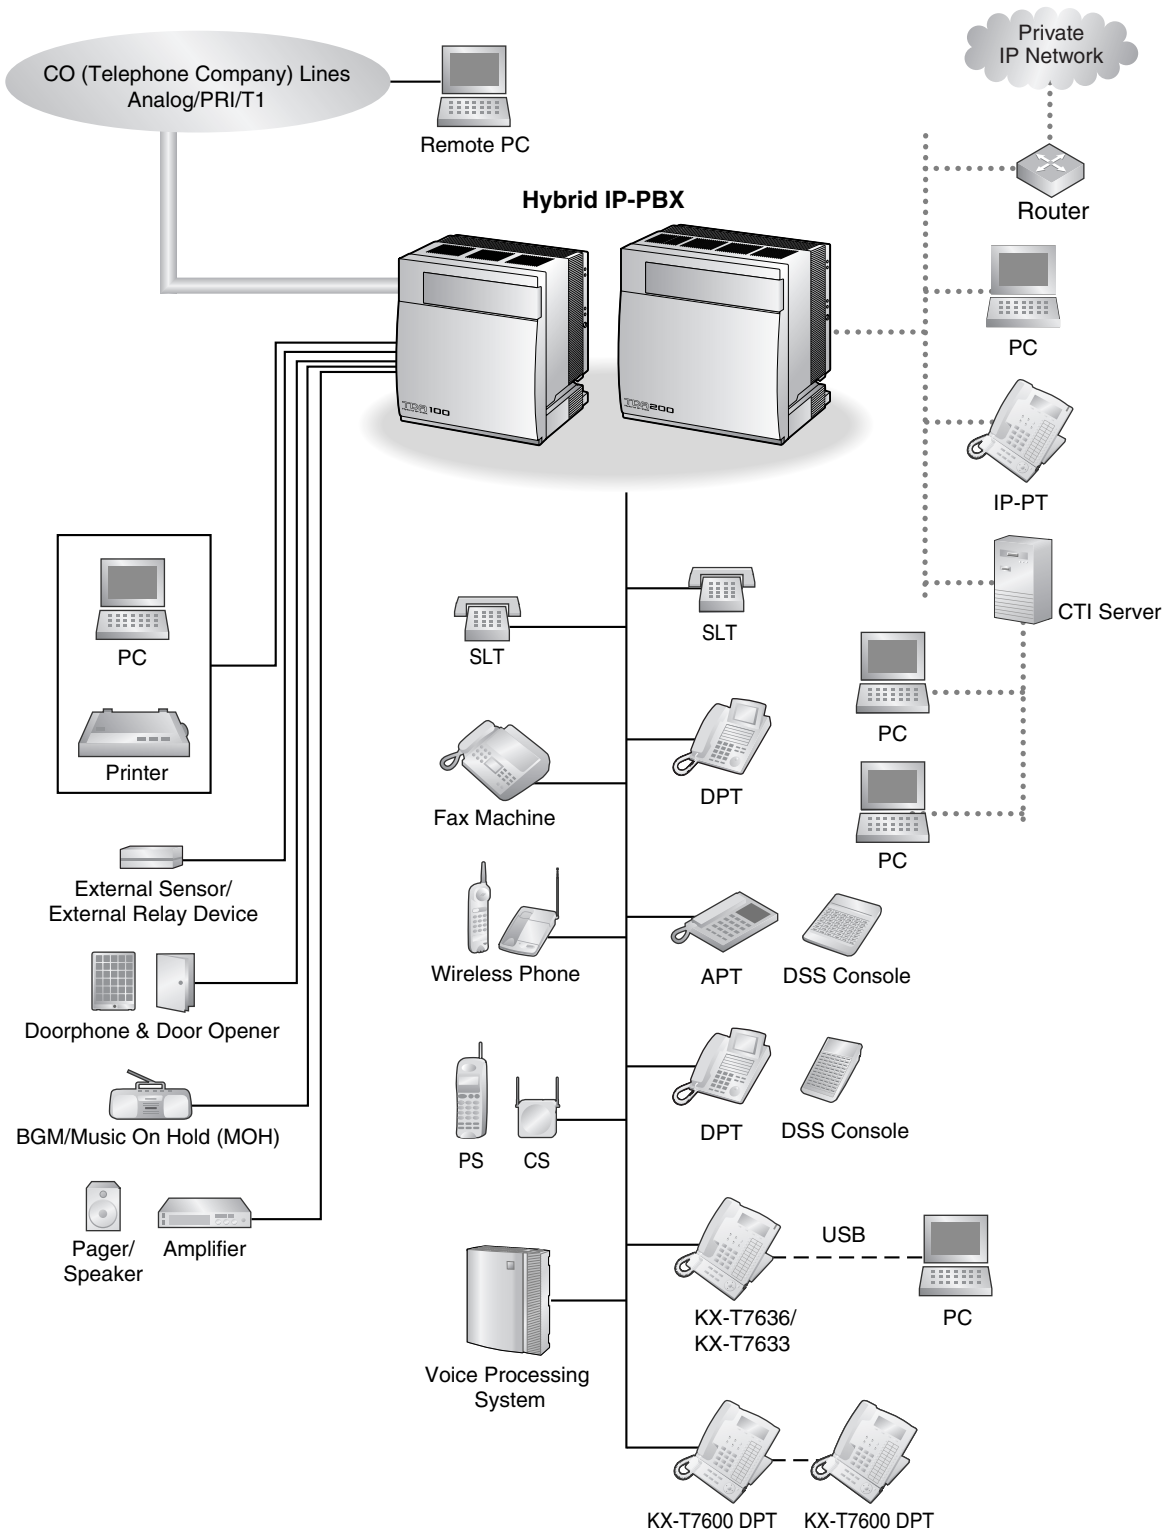 CO (Telephone Company) Lines
Analog/PRI/T1
Remote PC
Private
IP Network
Router
Hybrid IP-PBX
TDA100
TDA200
PC
IP-PT
CTI Server
PC
PC
PC
Printer
External Sensor/
External Relay Device
Doorphone & Door Opener
BGM/Music On Hold (MOH)
Pager/
Speaker
Amplifier
SLT
SLT
Fax Machine
DPT
Wireless Phone
APT
DSS Console
PS
CS
DPT
DSS Console
Voice Processing
System
KX-T7636/
KX-T7633
USB
PC
KX-T7600 DPT
KX-T7600 DPT